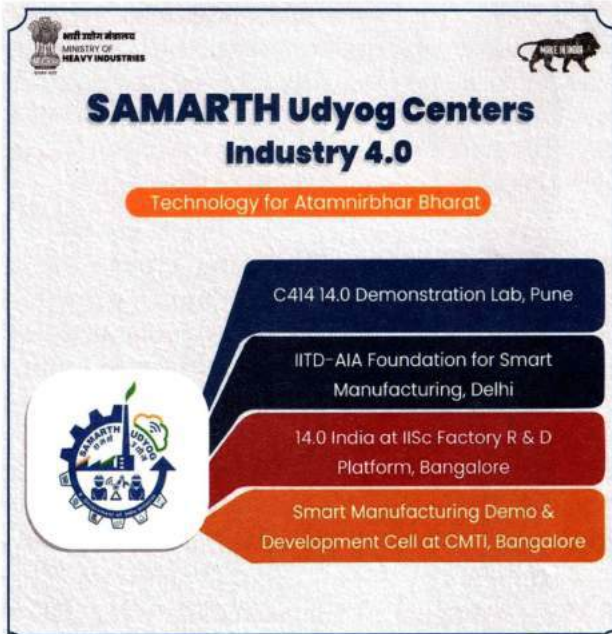 भारी उद्योग मंत्रालय
MINISTRY OF
HEAVY INDUSTRIES
MAKE IN INDIA
SAMARTH Udyog Centers
Industry 4.0
Technology for Atamnirbhar Bharat
C414 14.0 Demonstration Lab, Pune
IITD-AIA Foundation for Smart
Manufacturing, Delhi
14.0 India at IISc Factory R & D
Platform, Bangalore
Smart Manufacturing Demo &
Development Cell at CMTI, Bangalore
SAMARTH UDYOG